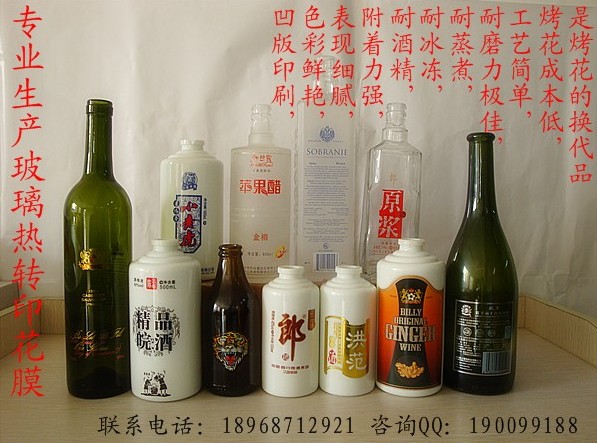 专业生产玻璃热转印花膜
是烤花的换代品
烤花成本低，
工艺简单，
耐磨力极佳，
耐蒸煮，
耐冰冻，
耐酒精，
附着力强，
表现细腻，
色彩鲜艳，
凹版印刷，
苹果醋
SOBRANIE
原浆
500ML
精品
皖酒
郎
洪范
BILLY
ORIGINAL
GINGER
WINE
联系电话：18968712921 咨询QQ：190099188